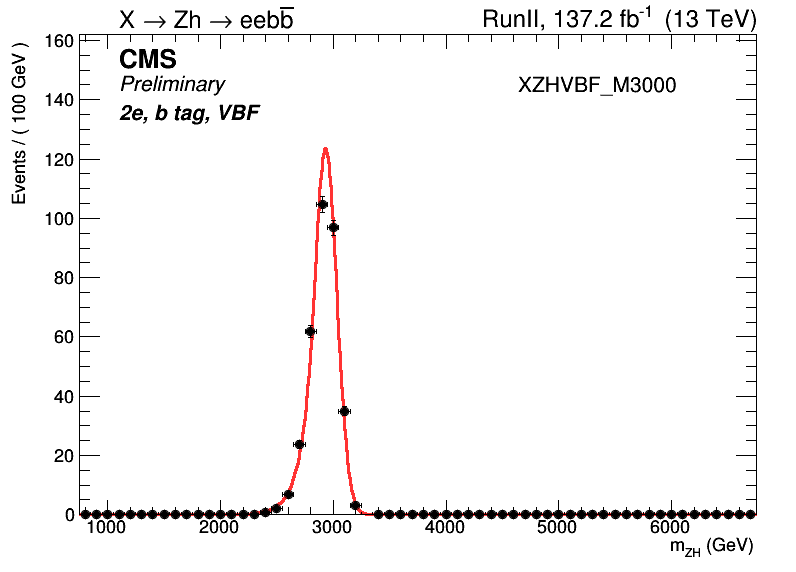 X → Zh → eebb̅
RunII, 137.2 fb⁻¹ (13 TeV)
CMS
Preliminary
2e, b tag, VBF
XZHVBF_M3000
Events / ( 100 GeV )
160
140
120
100
80
60
40
20
0
1000 2000 3000 4000 5000 6000
m_ZH (GeV)